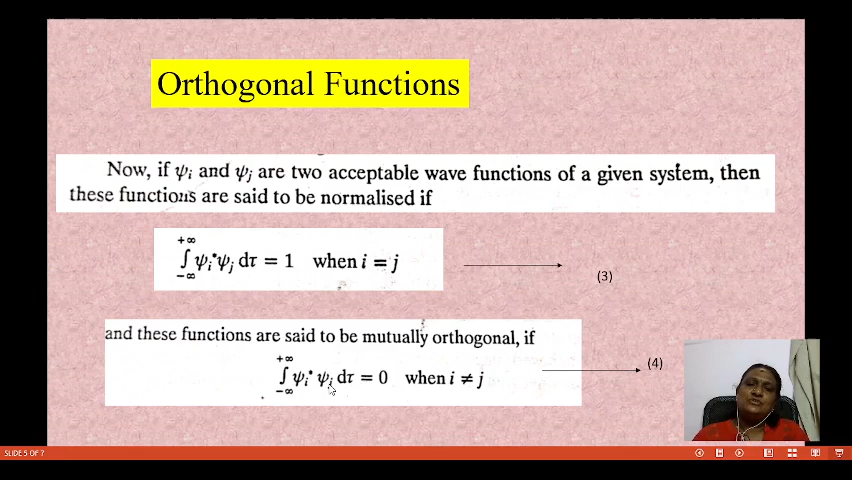 Orthogonal Functions
Now, if ψi and ψj are two acceptable wave functions of a given system, then
these functions are said to be normalised if
+∞
∫ ψi* ψj dτ = 1 when i = j
−∞
(3)
and these functions are said to be mutually orthogonal, if
+∞
∫ ψi* ψj dτ = 0 when i ≠ j
−∞
(4)
SLIDE 5 OF 7